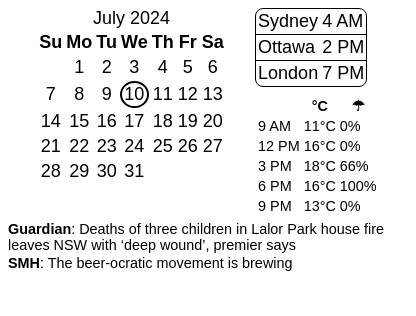 July 2024
Su Mo Tu We Th Fr Sa
1 2 3 4 5 6
7 8 9 10 11 12 13
14 15 16 17 18 19 20
21 22 23 24 25 26 27
28 29 30 31
Sydney 4 AM
Ottawa 2 PM
London 7 PM
°C ☂
9 AM 11°C 0%
12 PM 16°C 0%
3 PM 18°C 66%
6 PM 16°C 100%
9 PM 13°C 0%
Guardian: Deaths of three children in Lalor Park house fire
leaves NSW with ‘deep wound’, premier says
SMH: The beer-ocratic movement is brewing